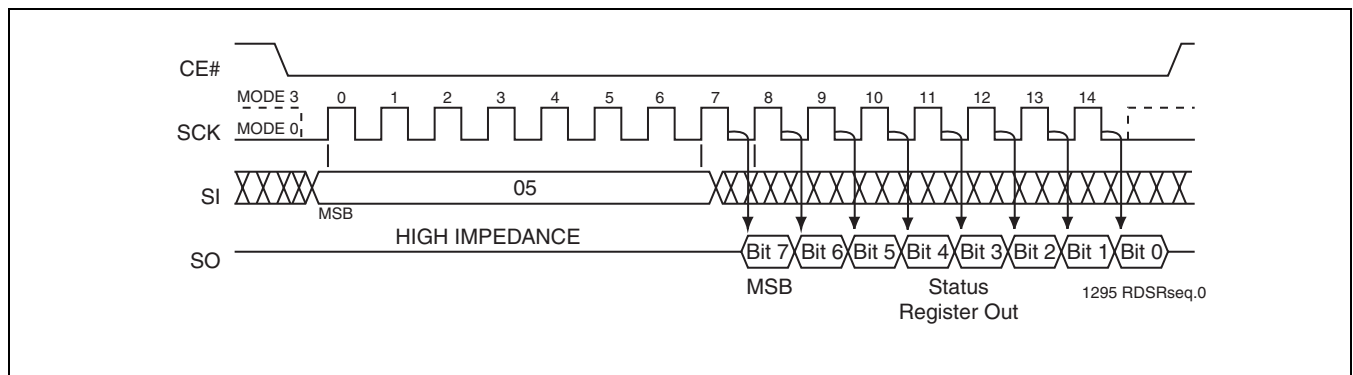 CE#
MODE 3 0 1 2 3 4 5 6 7 8 9 10 11 12 13 14
SCK MODE 0
SI 05
MSB
HIGH IMPEDANCE
SO Bit 7 Bit 6 Bit 5 Bit 4 Bit 3 Bit 2 Bit 1 Bit 0
MSB Status
Register Out
1295 RDSRseq.0